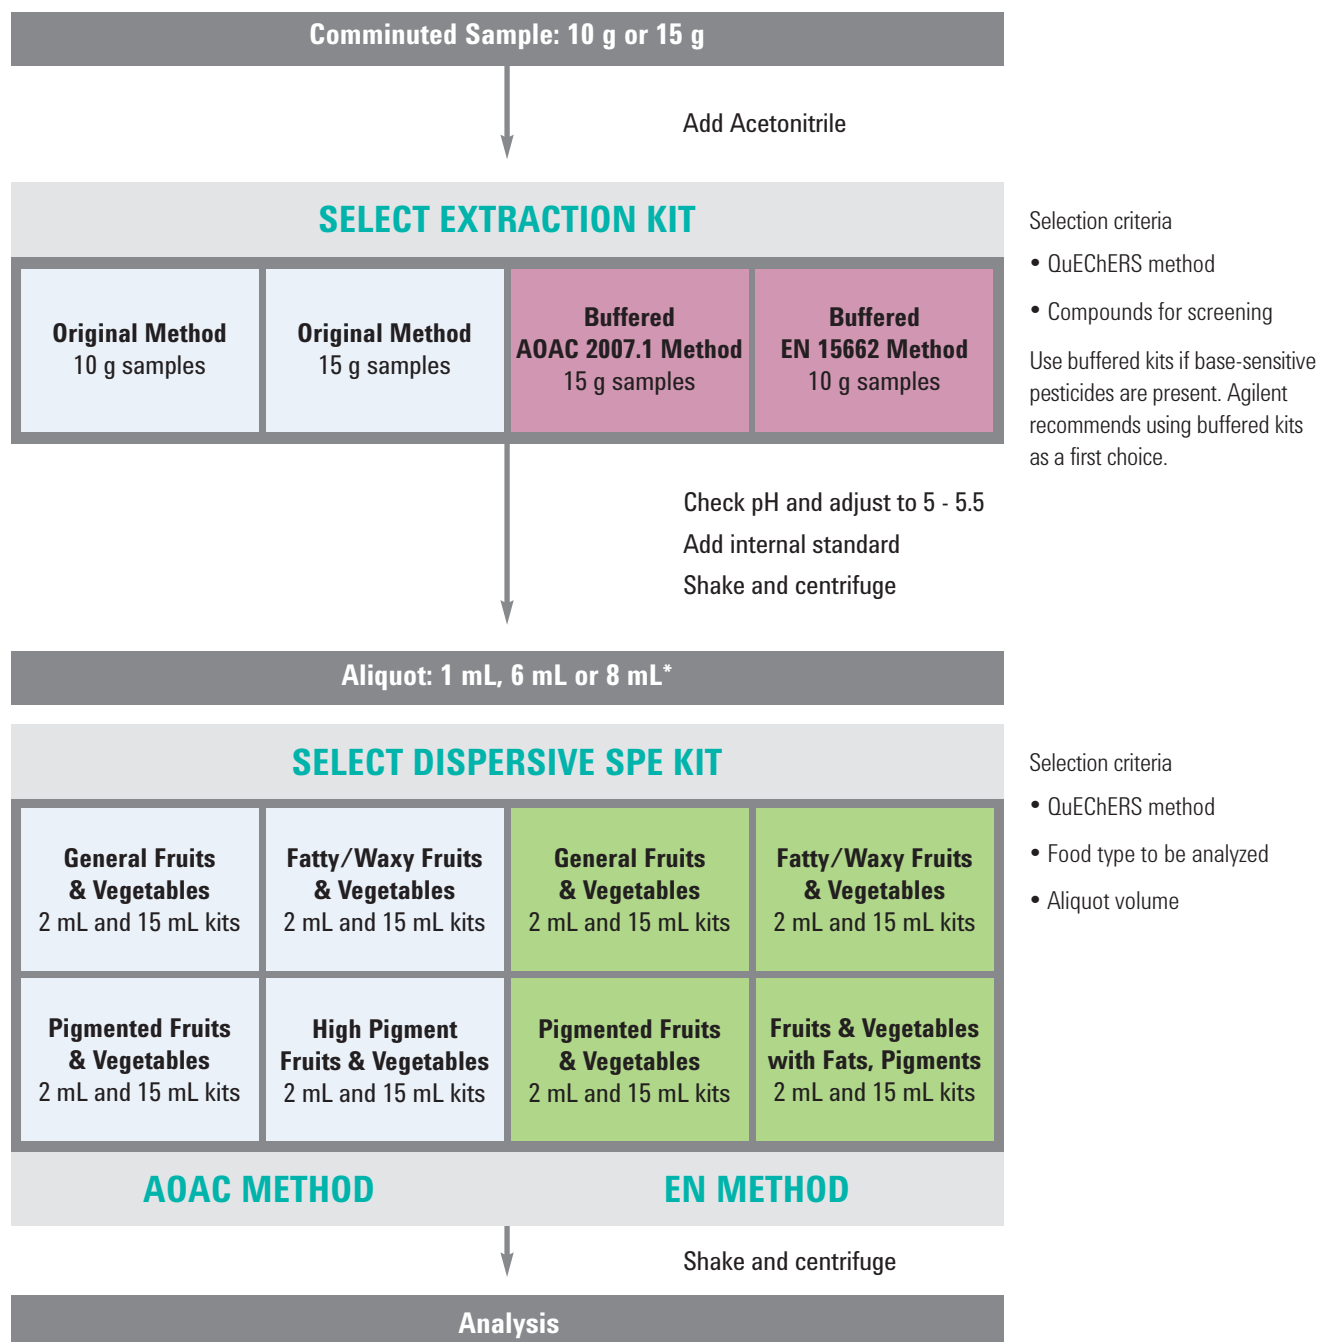 Comminuted Sample: 10 g or 15 g
Add Acetonitrile
SELECT EXTRACTION KIT
Original Method
10 g samples
Original Method
15 g samples
Buffered
AOAC 2007.1 Method
15 g samples
Buffered
EN 15662 Method
10 g samples
Selection criteria
• QuEChERS method
• Compounds for screening
Use buffered kits if base-sensitive
pesticides are present. Agilent
recommends using buffered kits
as a first choice.
Check pH and adjust to 5 - 5.5
Add internal standard
Shake and centrifuge
Aliquot: 1 mL, 6 mL or 8 mL*
SELECT DISPERSIVE SPE KIT
General Fruits
& Vegetables
2 mL and 15 mL kits
Fatty/Waxy Fruits
& Vegetables
2 mL and 15 mL kits
General Fruits
& Vegetables
2 mL and 15 mL kits
Fatty/Waxy Fruits
& Vegetables
2 mL and 15 mL kits
Selection criteria
• QuEChERS method
• Food type to be analyzed
• Aliquot volume
Pigmented Fruits
& Vegetables
2 mL and 15 mL kits
High Pigment
Fruits & Vegetables
2 mL and 15 mL kits
Pigmented Fruits
& Vegetables
2 mL and 15 mL kits
Fruits & Vegetables
with Fats, Pigments
2 mL and 15 mL kits
AOAC METHOD
EN METHOD
Shake and centrifuge
Analysis